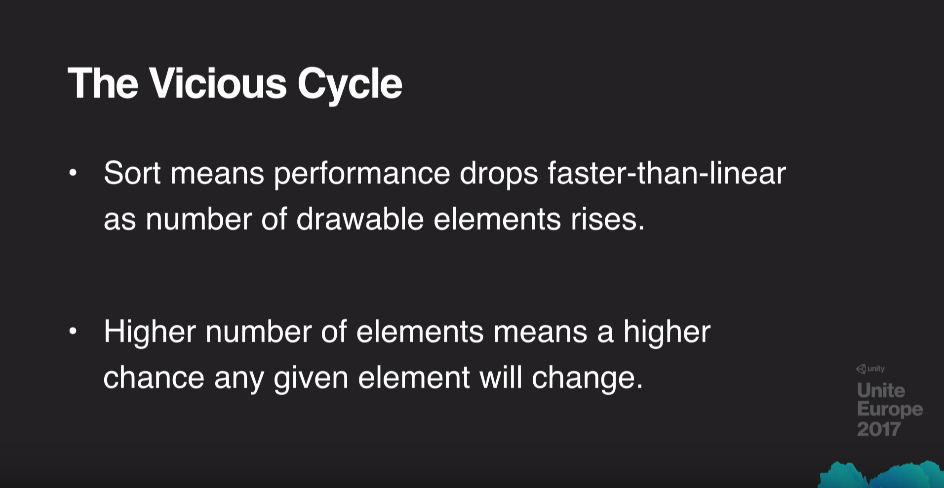 The Vicious Cycle
• Sort means performance drops faster-than-linear
as number of drawable elements rises.
• Higher number of elements means a higher
chance any given element will change.
unity
Unite
Europe
2017